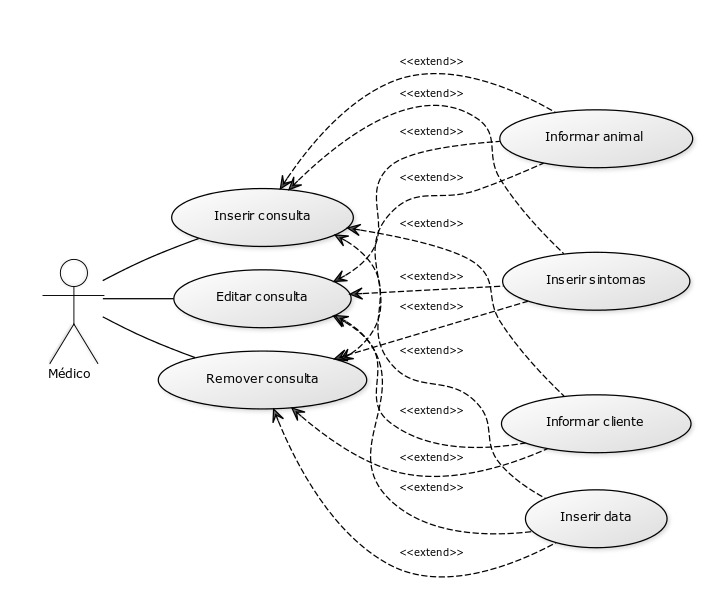 <<extend>>
<<extend>>
<<extend>>
Informar animal
<<extend>>
Inserir consulta
<<extend>>
<<extend>>
Inserir sintomas
Editar consulta
<<extend>>
<<extend>>
Médico
Remover consulta
<<extend>>
Informar cliente
<<extend>>
<<extend>>
Inserir data
<<extend>>